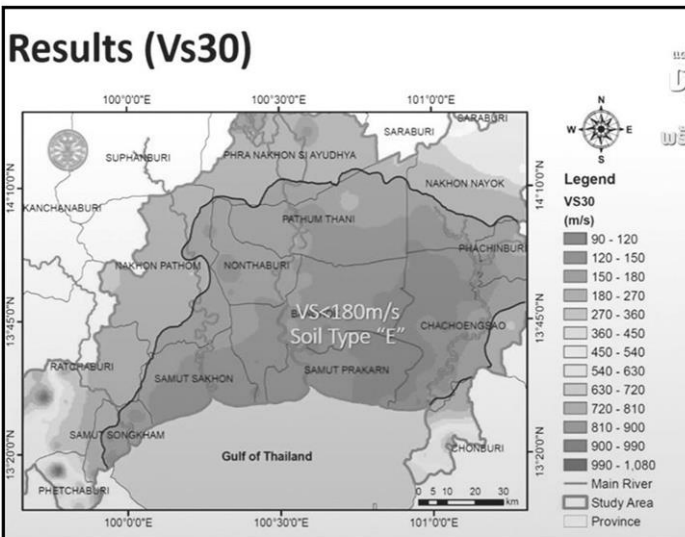 Results (Vs30)
100°0'0"E
100°30'0"E
101°0'0"E
14°10'0"N
13°45'0"N
13°20'0"N
SARABURI
SARABURI
SUPHANBURI
PHRA NAKHON SI AYUDHYA
NAKHON NAYOK
KANCHANABURI
PATHUM THANI
PHACHINBURI
NAKHON PATHOM
NONTHABURI
VS<180m/s
Soil Type "E"
CHACHOENGSAO
RATCHABURI
SAMUT SAKHON
SAMUT PRAKARN
SAMUT SONGKHAM
Gulf of Thailand
CHONBURI
PHETCHABURI
0 5 10 20 30
km
100°0'0"E
100°30'0"E
101°0'0"E
14°10'0"N
13°45'0"N
13°20'0"N
N
W
E
S
Legend
VS30
(m/s)
90 - 120
120 - 150
150 - 180
180 - 270
270 - 360
360 - 450
450 - 540
540 - 630
630 - 720
720 - 810
810 - 900
900 - 990
990 - 1,080
Main River
Study Area
Province